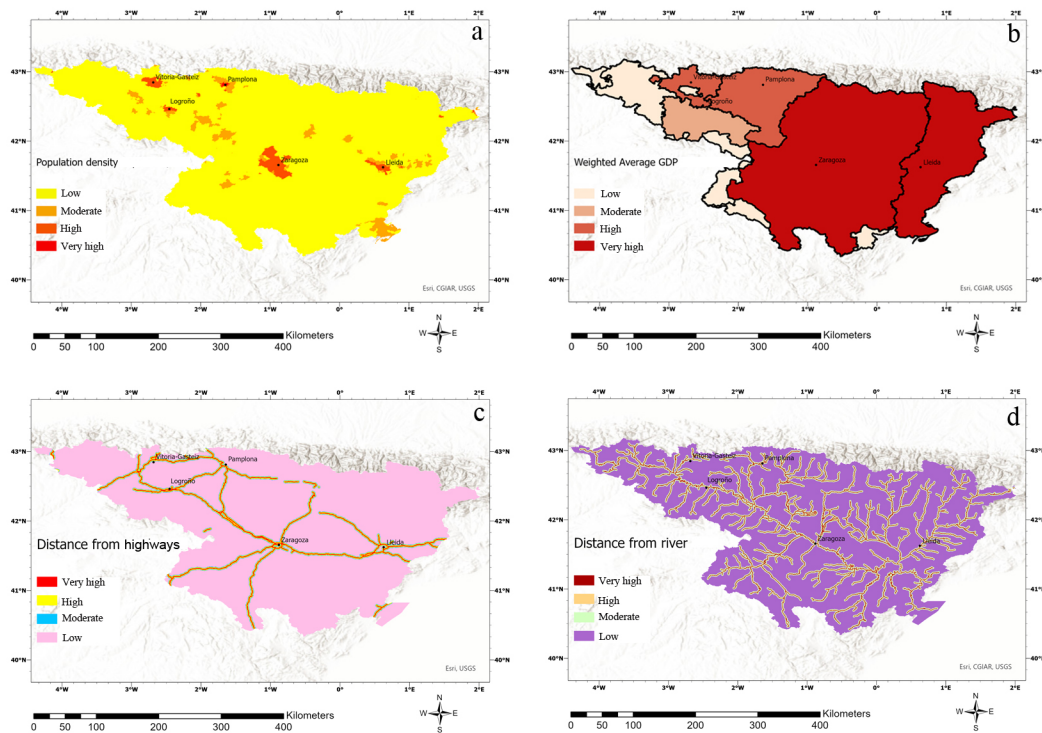 4°W 3°W 2°W 1°W 0° 1°E 2°E
a
43°N
42°N
41°N
40°N
Vitoria-Gasteiz
Pamplona
Logroño
Zaragoza
Lleida
Population density
Low
Moderate
High
Very high
43°N
42°N
41°N
40°N
Esri, CGIAR, USGS
4°W 3°W 2°W 1°W 0° 1°E 2°E
0 50 100 200 300 400
Kilometers
N
W E
S
4°W 3°W 2°W 1°W 0° 1°E 2°E
b
43°N
42°N
41°N
40°N
Vitoria-Gasteiz
Pamplona
Logroño
Zaragoza
Lleida
Weighted Average GDP
Low
Moderate
High
Very high
43°N
42°N
41°N
40°N
Esri, CGIAR, USGS
4°W 3°W 2°W 1°W 0° 1°E 2°E
0 50 100 200 300 400
Kilometers
N
W E
S
4°W 3°W 2°W 1°W 0° 1°E 2°E
c
43°N
42°N
41°N
40°N
Vitoria-Gasteiz
Pamplona
Logroño
Zaragoza
Lleida
Distance from highways
Very high
High
Moderate
Low
43°N
42°N
41°N
40°N
Esri, USGS
4°W 3°W 2°W 1°W 0° 1°E 2°E
0 50 100 200 300 400
Kilometers
N
W E
S
4°W 3°W 2°W 1°W 0° 1°E 2°E
d
43°N
42°N
41°N
40°N
Vitoria-Gasteiz
Pamplona
Logroño
Zaragoza
Lleida
Distance from river
Very high
High
Moderate
Low
43°N
42°N
41°N
40°N
Esri, USGS
4°W 3°W 2°W 1°W 0° 1°E 2°E
0 50 100 200 300 400
Kilometers
N
W E
S